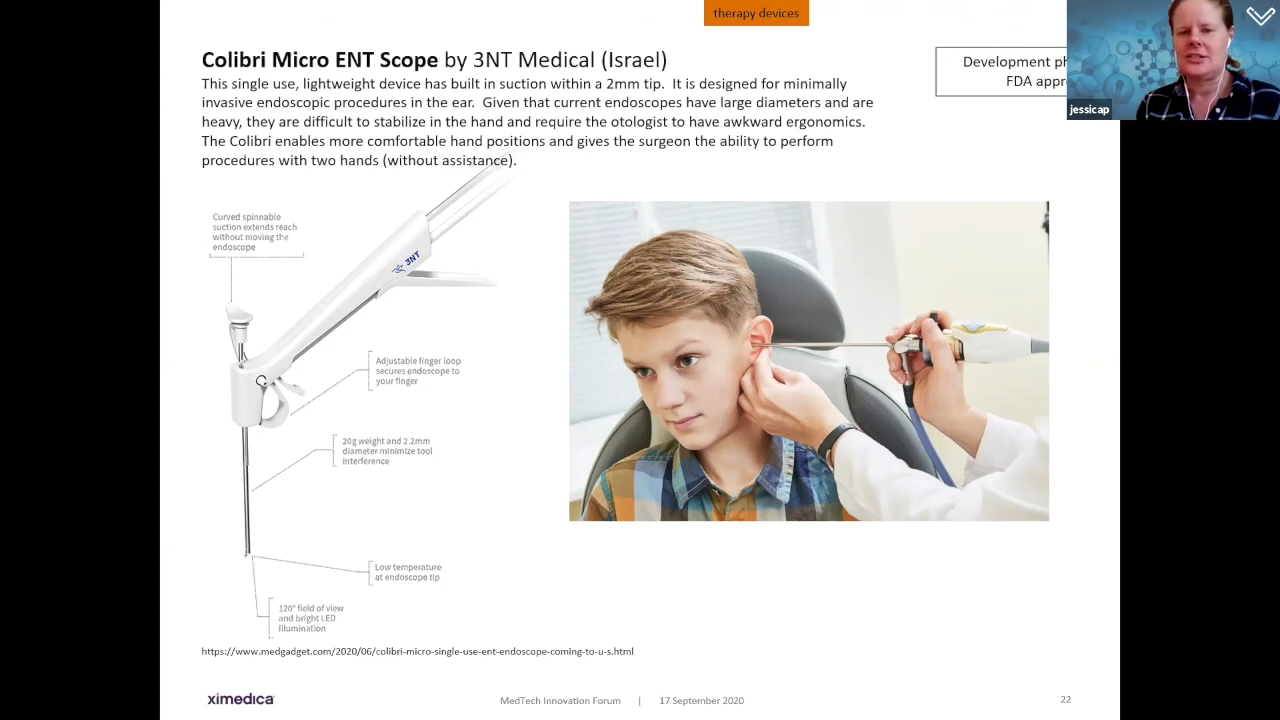 therapy devices
Colibri Micro ENT Scope by 3NT Medical (Israel)
This single use, lightweight device has built in suction within a 2mm tip. It is designed for minimally
invasive endoscopic procedures in the ear. Given that current endoscopes have large diameters and are
heavy, they are difficult to stabilize in the hand and require the otologist to have awkward ergonomics.
The Colibri enables more comfortable hand positions and gives the surgeon the ability to perform
procedures with two hands (without assistance).
Development ph
FDA appr
jessicap
Curved spinnable
suction extends reach
without moving the
endoscope
3NT
Adjustable finger loop
secures endoscope to
your finger
20g weight and 2.2mm
diameter minimize tool
interference
Low temperature
at endoscope tip
120° field of view
and bright LED
illumination
https://www.medgadget.com/2020/06/colibri-micro-single-use-ent-endoscope-coming-to-u-s.html
ximedica
MedTech Innovation Forum | 17 September 2020
22